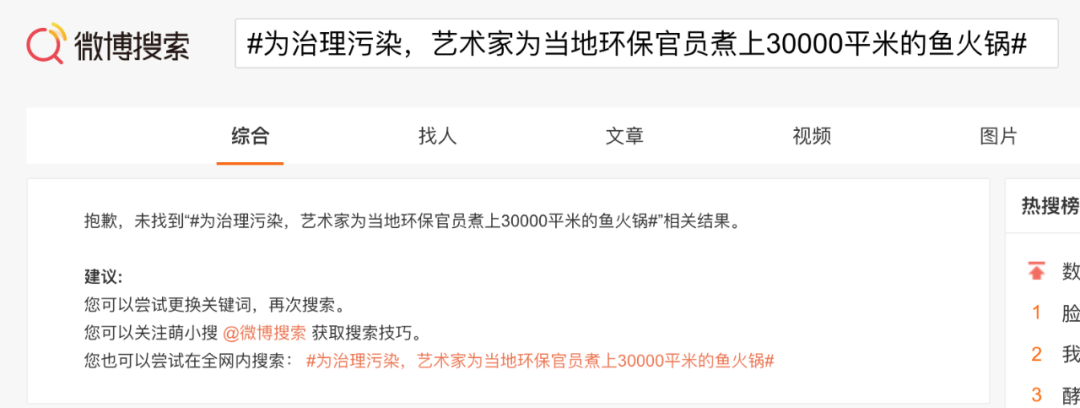 微博搜索
#为治理污染，艺术家为当地环保官员煮上30000平米的鱼火锅#
综合 找人 文章 视频 图片
抱歉，未找到“#为治理污染，艺术家为当地环保官员煮上30000平米的鱼火锅#”相关结果。
热搜榜
建议:
您可以尝试更换关键词，再次搜索。
数
您可以关注萌小搜 @微博搜索 获取搜索技巧。
1 脸
您也可以尝试在全网内搜索： #为治理污染，艺术家为当地环保官员煮上30000平米的鱼火锅#
2 我
3 酵